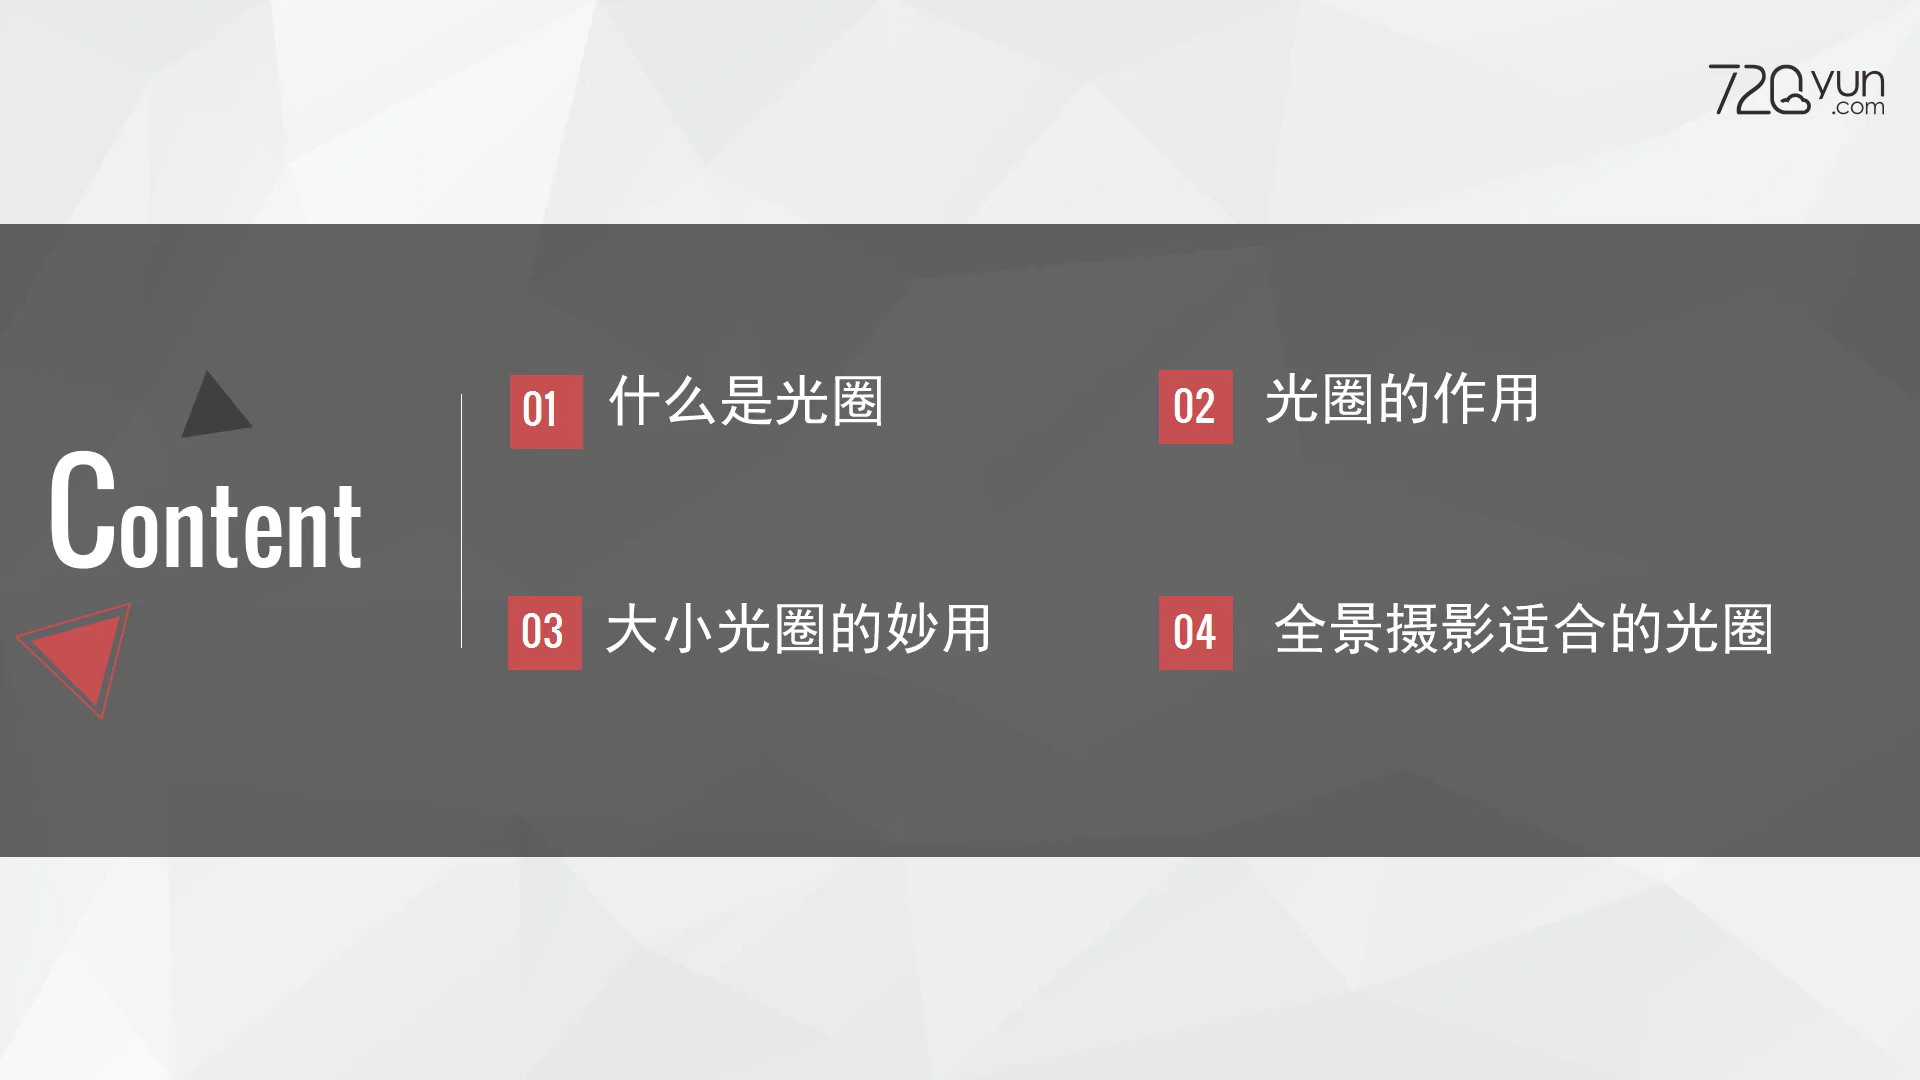 720yun
.com
01 什么是光圈
02 光圈的作用
Content
03 大小光圈的妙用
04 全景摄影适合的光圈